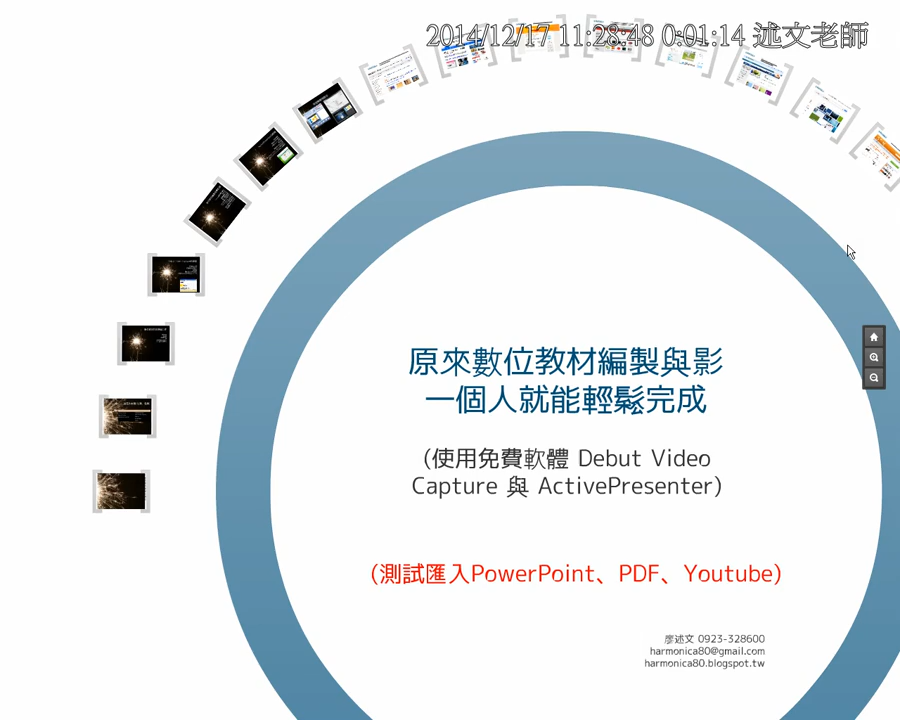 2014/12/17 11:28:48 0:01:14 述文老師
原來數位教材編製與影
一個人就能輕鬆完成
(使用免費軟體 Debut Video
Capture 與 ActivePresenter)
(測試匯入PowerPoint、PDF、Youtube)
廖述文 0923-328600
harmonica80@gmail.com
harmonica80.blogspot.tw